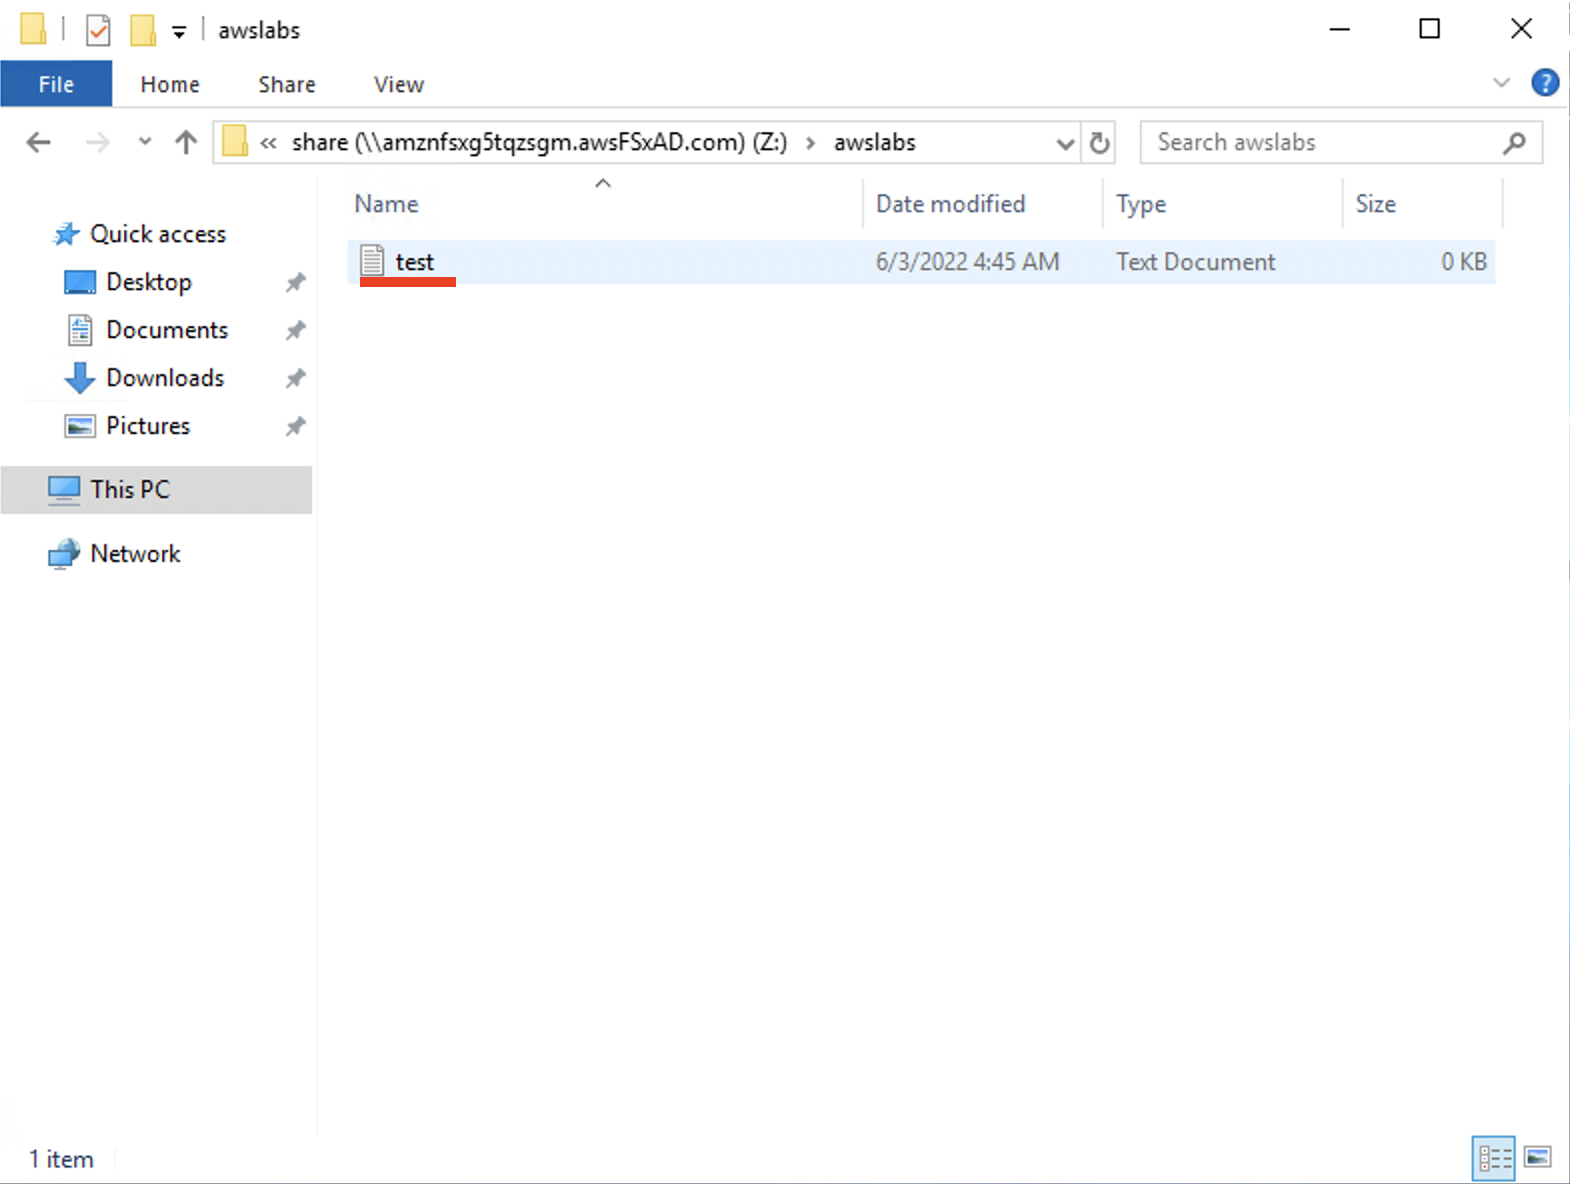 awslabs
File Home Share View
« share (\\amznfsxg5tqzsgm.awsFSxAD.com) (Z:) › awslabs
Search awslabs
Name Date modified Type Size
test 6/3/2022 4:45 AM Text Document 0 KB
Quick access
Desktop
Documents
Downloads
Pictures
This PC
Network
1 item